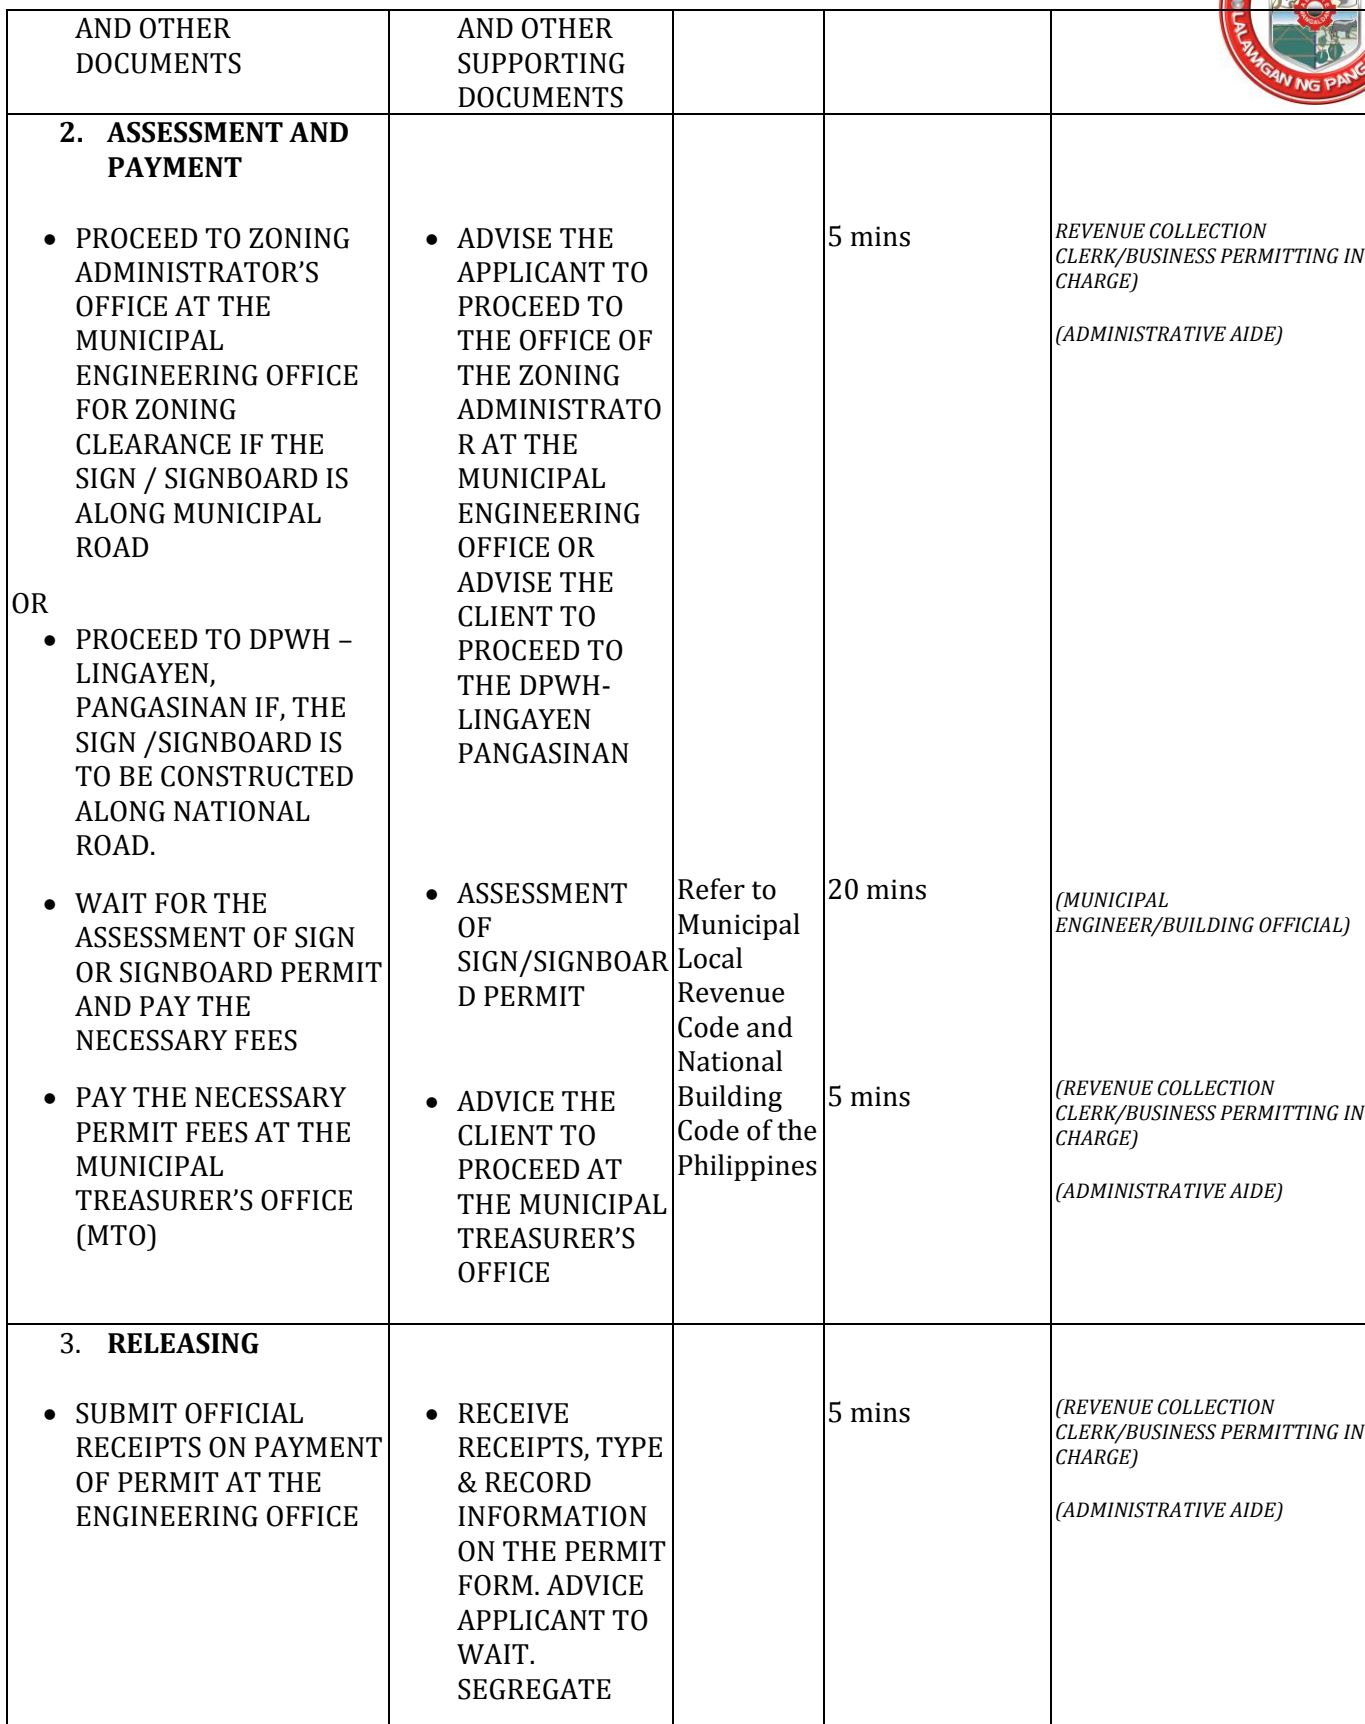 AND OTHER
DOCUMENTS
AND OTHER
SUPPORTING
DOCUMENTS
LALAWIGAN NG PANG
2. ASSESSMENT AND
PAYMENT
• PROCEED TO ZONING
ADMINISTRATOR’S
OFFICE AT THE
MUNICIPAL
ENGINEERING OFFICE
FOR ZONING
CLEARANCE IF THE
SIGN / SIGNBOARD IS
ALONG MUNICIPAL
ROAD
OR
• PROCEED TO DPWH –
LINGAYEN,
PANGASINAN IF, THE
SIGN /SIGNBOARD IS
TO BE CONSTRUCTED
ALONG NATIONAL
ROAD.
• WAIT FOR THE
ASSESSMENT OF SIGN
OR SIGNBOARD PERMIT
AND PAY THE
NECESSARY FEES
• PAY THE NECESSARY
PERMIT FEES AT THE
MUNICIPAL
TREASURER’S OFFICE
(MTO)
• ADVISE THE
APPLICANT TO
PROCEED TO
THE OFFICE OF
THE ZONING
ADMINISTRATO
R AT THE
MUNICIPAL
ENGINEERING
OFFICE OR
ADVISE THE
CLIENT TO
PROCEED TO
THE DPWH-
LINGAYEN
PANGASINAN
• ASSESSMENT
OF
SIGN/SIGNBOAR
D PERMIT
• ADVICE THE
CLIENT TO
PROCEED AT
THE MUNICIPAL
TREASURER’S
OFFICE
Refer to
Municipal
Local
Revenue
Code and
National
Building
Code of the
Philippines
5 mins
20 mins
5 mins
REVENUE COLLECTION
CLERK/BUSINESS PERMITTING IN
CHARGE)
(ADMINISTRATIVE AIDE)
(MUNICIPAL
ENGINEER/BUILDING OFFICIAL)
(REVENUE COLLECTION
CLERK/BUSINESS PERMITTING IN
CHARGE)
(ADMINISTRATIVE AIDE)
3. RELEASING
• SUBMIT OFFICIAL
RECEIPTS ON PAYMENT
OF PERMIT AT THE
ENGINEERING OFFICE
• RECEIVE
RECEIPTS, TYPE
& RECORD
INFORMATION
ON THE PERMIT
FORM. ADVICE
APPLICANT TO
WAIT.
SEGREGATE
5 mins
(REVENUE COLLECTION
CLERK/BUSINESS PERMITTING IN
CHARGE)
(ADMINISTRATIVE AIDE)